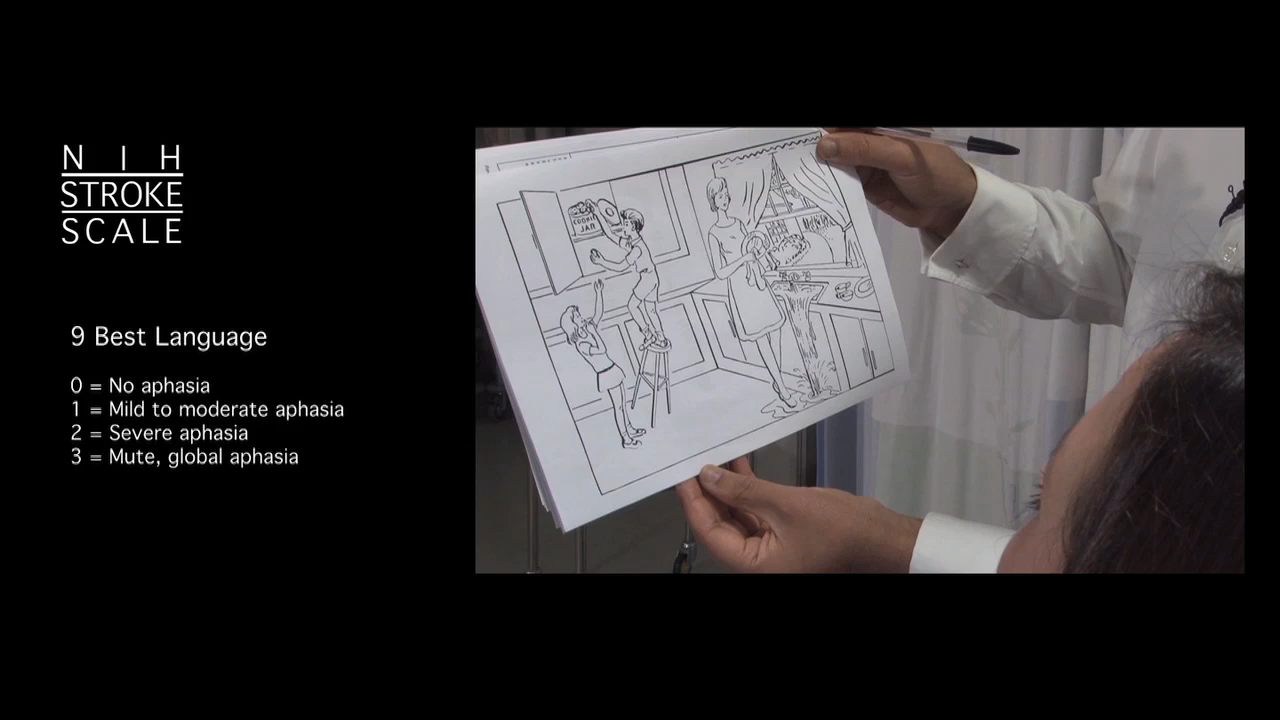 N I H
STROKE
SCALE
9 Best Language
0 = No aphasia
1 = Mild to moderate aphasia
2 = Severe aphasia
3 = Mute, global aphasia
COOKIE
JAR